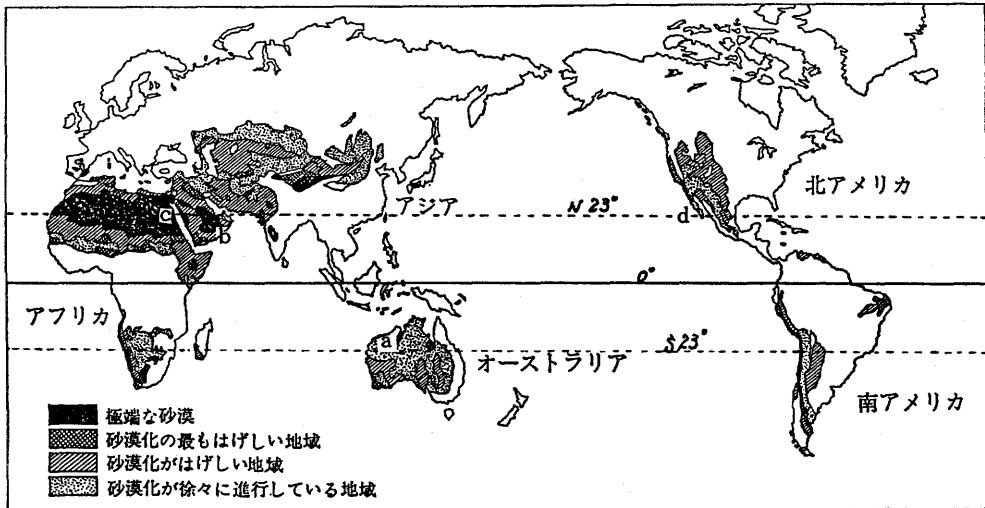 北アメリカ
アジア
N 23°
d
c
b
0°
アフリカ
a
S 23°
オーストラリア
南アメリカ
極端な砂漠
砂漠化の最もはげしい地域
砂漠化がはげしい地域
砂漠化が徐々に進行している地域